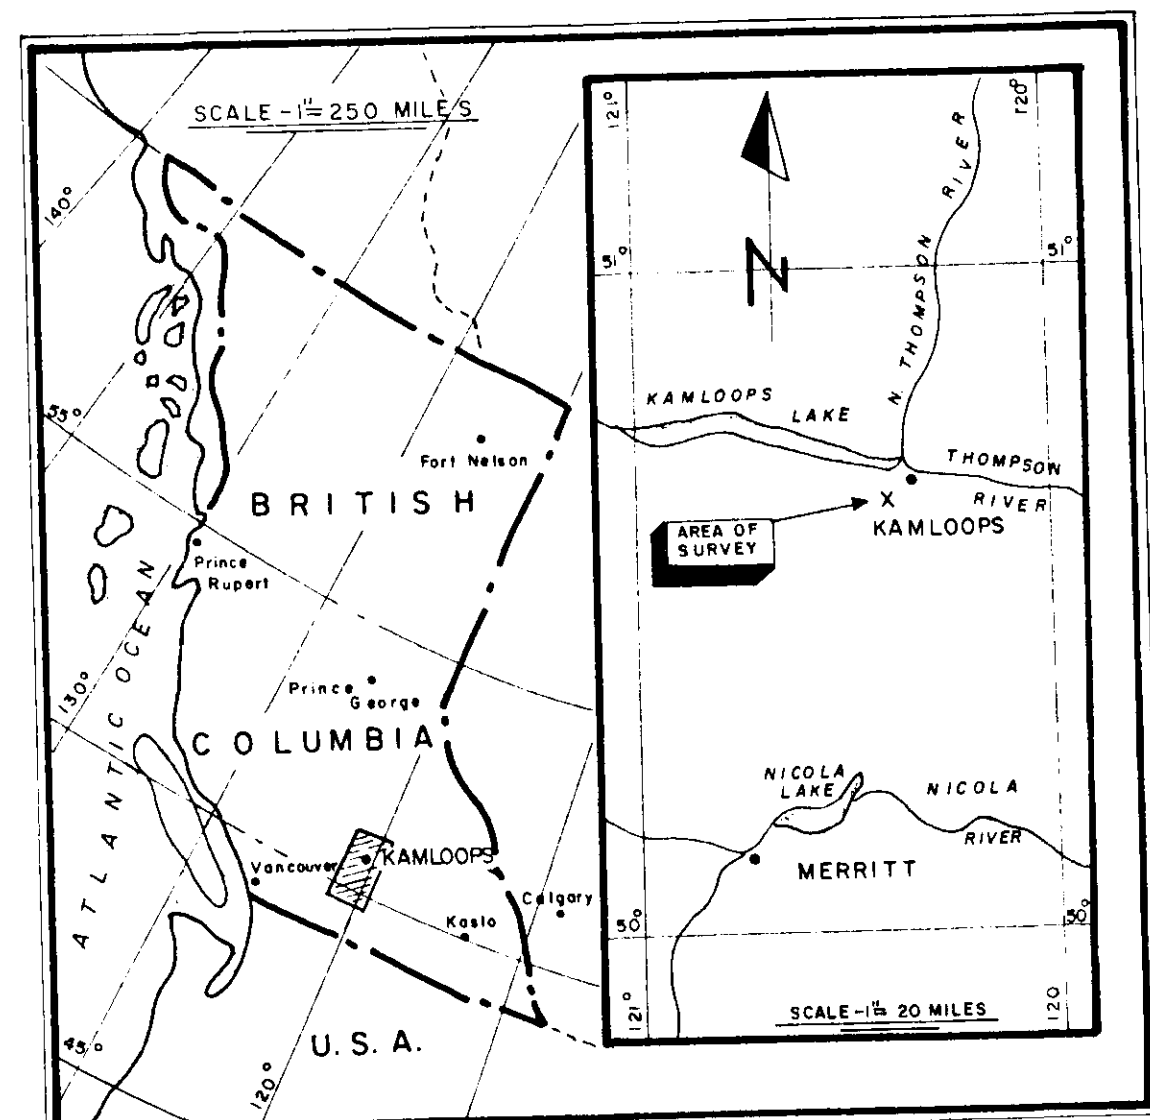 SCALE -1"= 250 MILES
140°
55°
130°
45°
120°
Fort Nelson
BRITISH
Prince
Rupert
ATLANTIC OCEAN
Prince
George
COLUMBIA
Vancouver
KAMLOOPS
Calgary
Kaslo
U.S.A.
121°
120°
N
51°
51°
N. THOMPSON RIVER
KAMLOOPS LAKE
THOMPSON
RIVER
X
KAMLOOPS
AREA OF
SURVEY
NICOLA
LAKE
NICOLA
RIVER
MERRITT
50°
50°
121°
120
SCALE -1"= 20 MILES